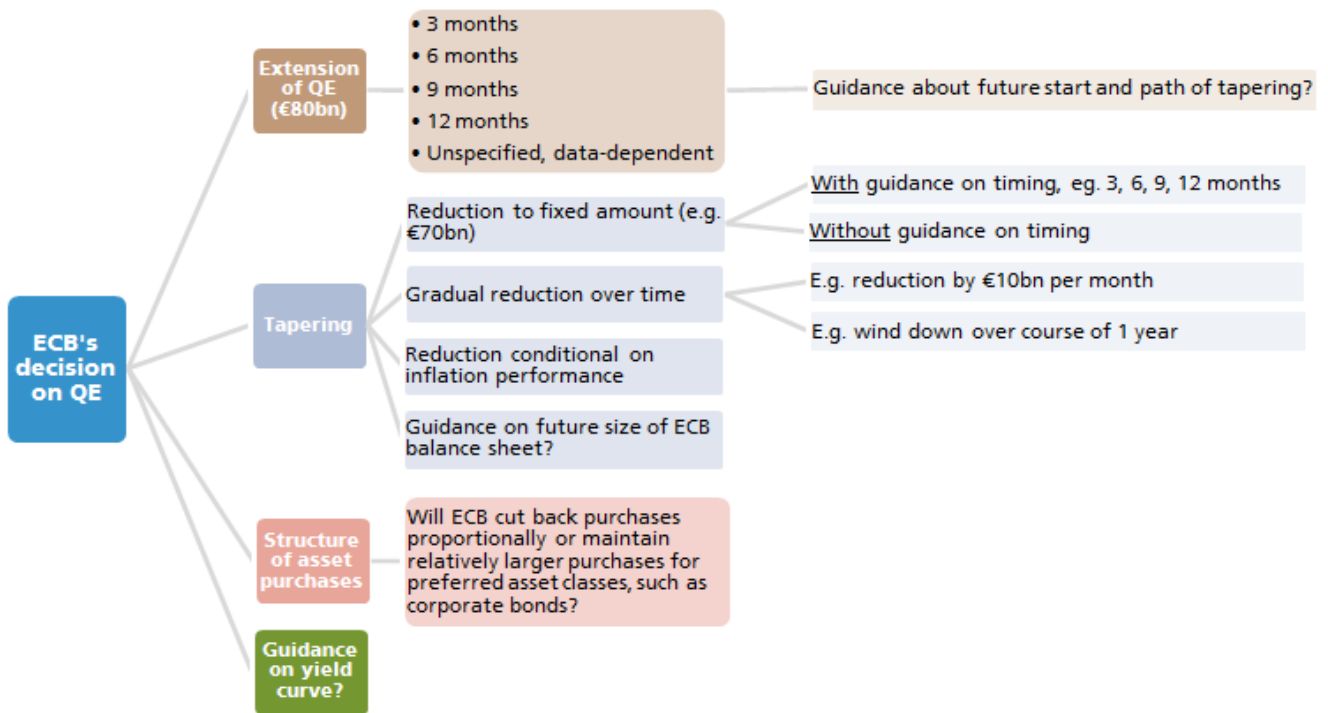 ECB's
decision
on QE
Extension
of QE
(€80bn)
• 3 months
• 6 months
• 9 months
• 12 months
• Unspecified, data-dependent
Guidance about future start and path of tapering?
Tapering
Reduction to fixed amount (e.g.
€70bn)
With guidance on timing, eg. 3, 6, 9, 12 months
Without guidance on timing
Gradual reduction over time
E.g. reduction by €10bn per month
E.g. wind down over course of 1 year
Reduction conditional on
inflation performance
Guidance on future size of ECB
balance sheet?
Structure
of asset
purchases
Will ECB cut back purchases
proportionally or maintain
relatively larger purchases for
preferred asset classes, such as
corporate bonds?
Guidance
on yield
curve?